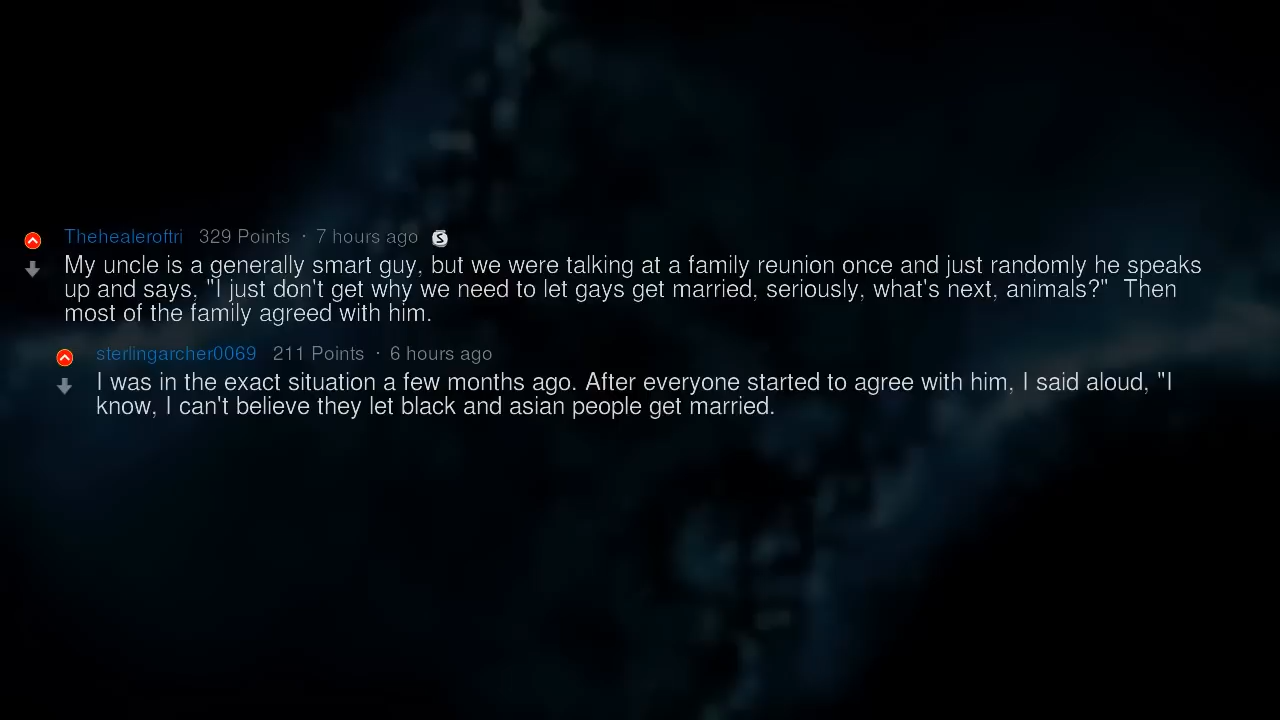 Thehealeroftri 329 Points · 7 hours ago S
My uncle is a generally smart guy, but we were talking at a family reunion once and just randomly he speaks
up and says, "I just don't get why we need to let gays get married, seriously, what's next, animals?"  Then
most of the family agreed with him.
sterlingarcher0069 211 Points · 6 hours ago
I was in the exact situation a few months ago. After everyone started to agree with him, I said aloud, "I
know, I can't believe they let black and asian people get married.